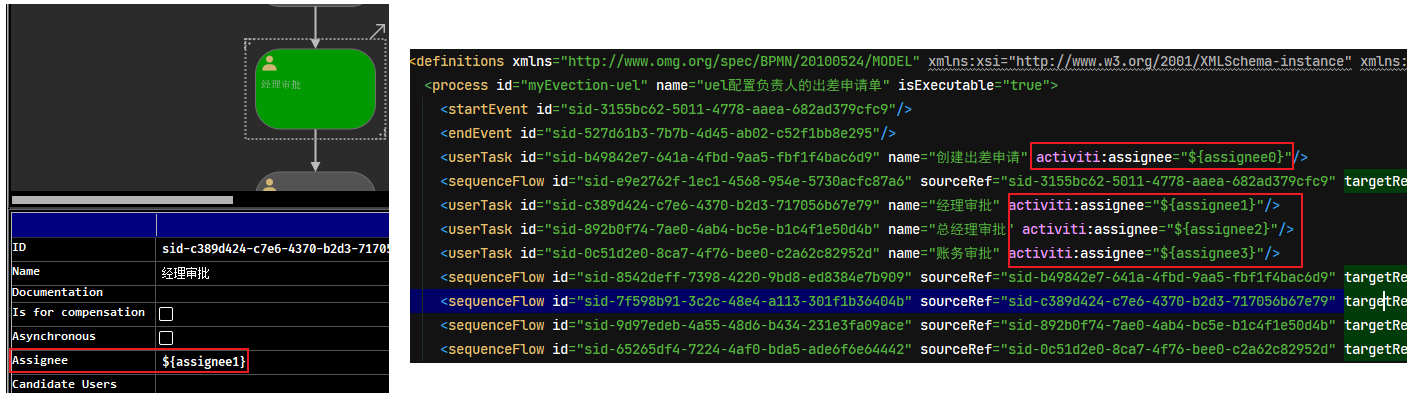 经理审批
ID
sid-c389d424-c7e6-4370-b2d3-71705
Name
经理审批
Documentation
Is for compensation
Asynchronous
Assignee
${assignee1}
Candidate Users
<definitions xmlns="http://www.omg.org/spec/BPMN/20100524/MODEL" xmlns:xsi="http://www.w3.org/2001/XMLSchema-instance" xmlns:
<process id="myEvection-uel" name="uel配置负责人的出差申请单" isExecutable="true">
<startEvent id="sid-3155bc62-5011-4778-aaea-682ad379cfc9"/>
<endEvent id="sid-527d61b3-7b7b-4d45-ab02-c52f1bb8e295"/>
<userTask id="sid-b49842e7-641a-4fbd-9aa5-fbf1f4bac6d9" name="创建出差申请" activiti:assignee="${assignee0}"/>
<sequenceFlow id="sid-e9e2762f-1ec1-4568-954e-5730acfc87a6" sourceRef="sid-3155bc62-5011-4778-aaea-682ad379cfc9" targetRe
<userTask id="sid-c389d424-c7e6-4370-b2d3-717056b67e79" name="经理审批" activiti:assignee="${assignee1}"/>
<userTask id="sid-892b0f74-7ae0-4ab4-bc5e-b1c4f1e50d4b" name="总经理审批" activiti:assignee="${assignee2}"/>
<userTask id="sid-0c51d2e0-8ca7-4f76-bee0-c2a62c82952d" name="账务审批" activiti:assignee="${assignee3}"/>
<sequenceFlow id="sid-8542deff-7398-4220-9bd8-ed8384e7b909" sourceRef="sid-b49842e7-641a-4fbd-9aa5-fbf1f4bac6d9" targetRe
<sequenceFlow id="sid-7f598b91-3c2c-48e4-a113-301f1b36404b" sourceRef="sid-c389d424-c7e6-4370-b2d3-717056b67e79" targetRe
<sequenceFlow id="sid-9d97edeb-4a55-48d6-b434-231e3fa09ace" sourceRef="sid-892b0f74-7ae0-4ab4-bc5e-b1c4f1e50d4b" targetRe
<sequenceFlow id="sid-65265df4-7224-4af0-bda5-ade6f6e64442" sourceRef="sid-0c51d2e0-8ca7-4f76-bee0-c2a62c82952d" targetRe